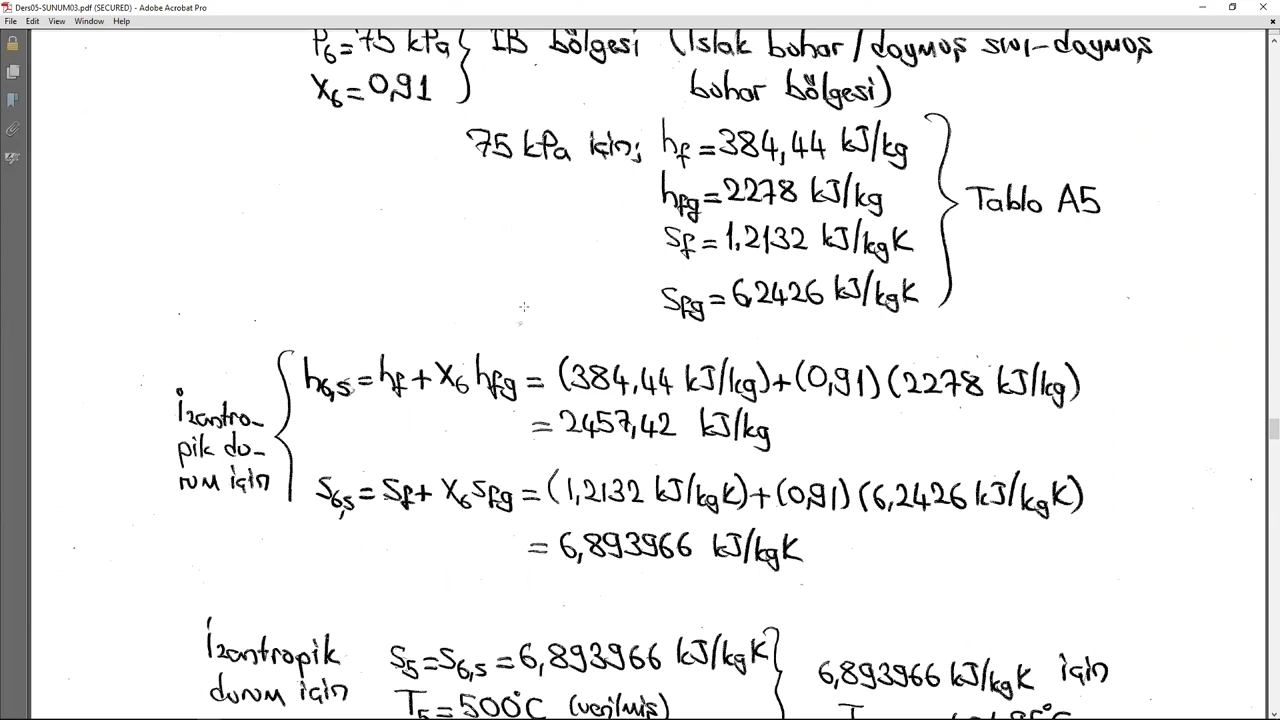 Ders05-SUNUM03.pdf (SECURED) - Adobe Acrobat Pro
File Edit View Window Help
P6=75 kPa IB bölgesi (Islak buhar/doymuş sıvı-doymuş
X6=0,91 buhar bölgesi)
75 kPa için; hf=384,44 kJ/kg
hfg=2278 kJ/kg
Tablo A5
sf=1,2132 kJ/kgK
sfg=6,2426 kJ/kgK
İzantro-
pik du-
rum için
h6,s=hf+X6 hfg=(384,44 kJ/kg)+(0,91)(2278 kJ/kg)
=2457,42 kJ/kg
S6,s=Sf+X6 sfg=(1,2132 kJ/kgK)+(0,91)(6,2426 kJ/kgK)
=6,893966 kJ/kgK
İzantropik
durum için
S5=S6,s=6,893966 kJ/kgK
T5=500°C (verilmiş)
6,893966 kJ/kgK için